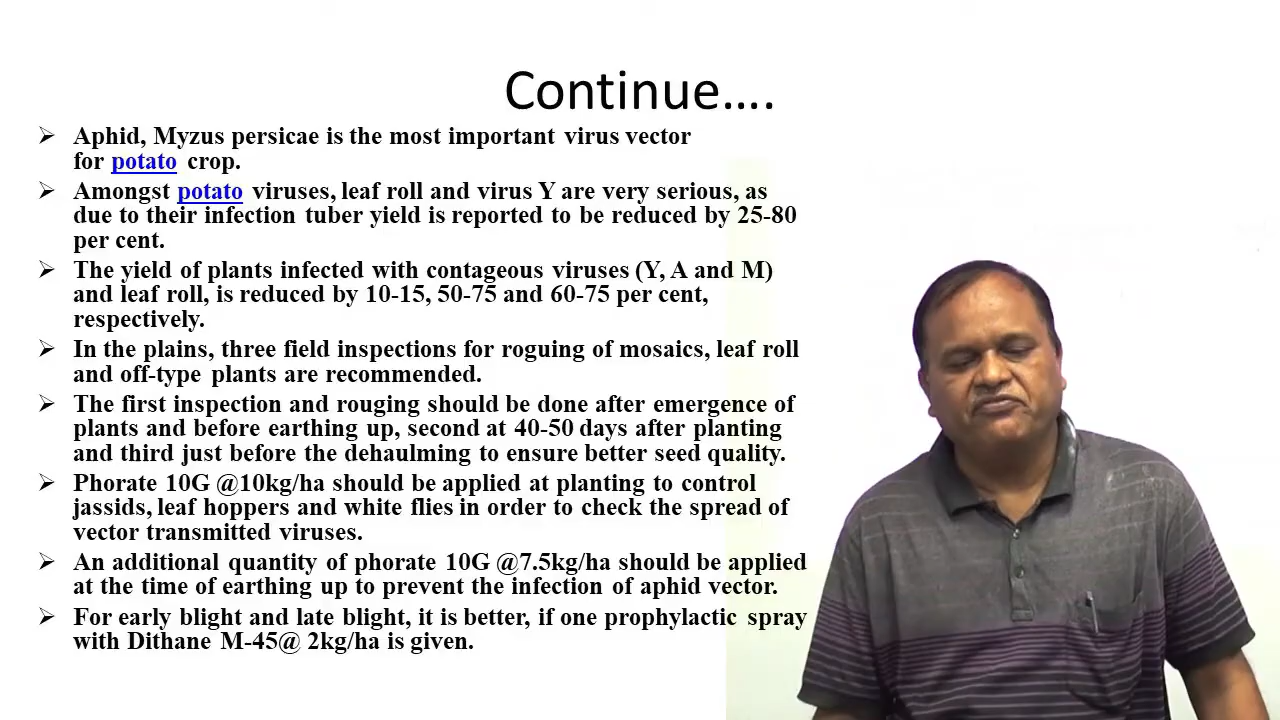 Continue….
➢ Aphid, Myzus persicae is the most important virus vector
for potato crop.
➢ Amongst potato viruses, leaf roll and virus Y are very serious, as
due to their infection tuber yield is reported to be reduced by 25-80
per cent.
➢ The yield of plants infected with contageous viruses (Y, A and M)
and leaf roll, is reduced by 10-15, 50-75 and 60-75 per cent,
respectively.
➢ In the plains, three field inspections for roguing of mosaics, leaf roll
and off-type plants are recommended.
➢ The first inspection and rouging should be done after emergence of
plants and before earthing up, second at 40-50 days after planting
and third just before the dehaulming to ensure better seed quality.
➢ Phorate 10G @10kg/ha should be applied at planting to control
jassids, leaf hoppers and white flies in order to check the spread of
vector transmitted viruses.
➢ An additional quantity of phorate 10G @7.5kg/ha should be applied
at the time of earthing up to prevent the infection of aphid vector.
➢ For early blight and late blight, it is better, if one prophylactic spray
with Dithane M-45@ 2kg/ha is given.